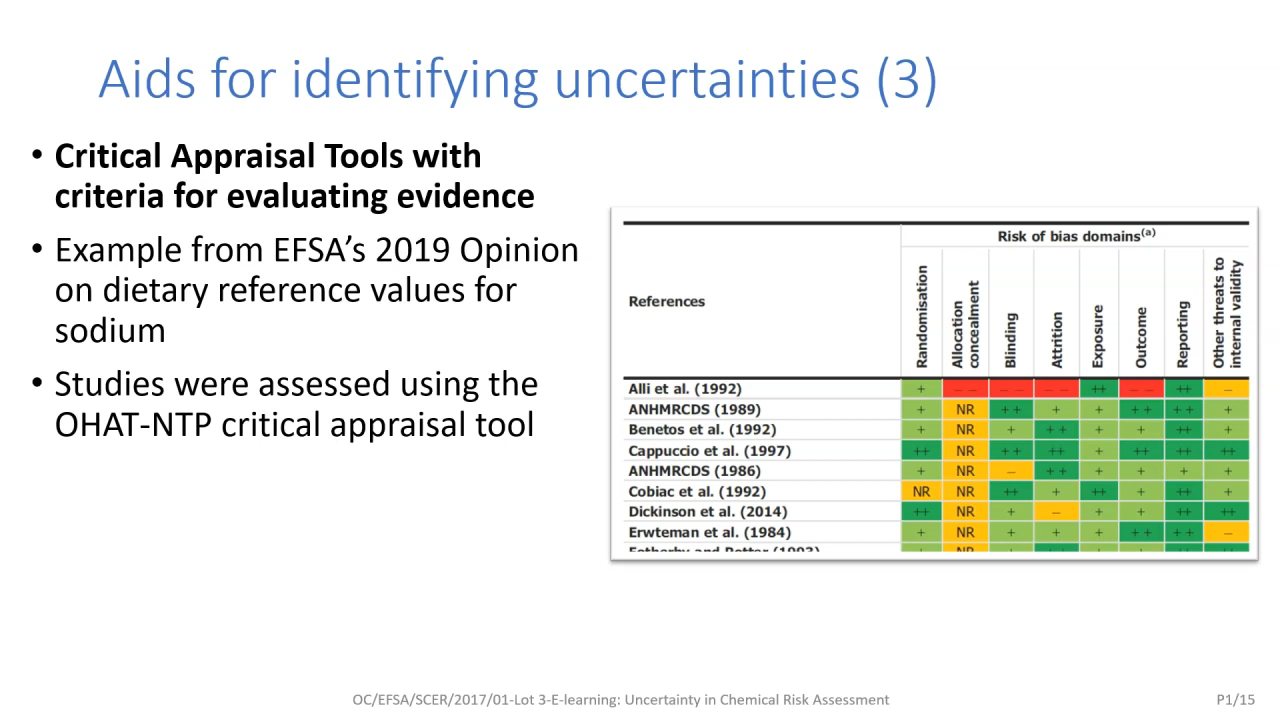 Aids for identifying uncertainties (3)
• Critical Appraisal Tools with
criteria for evaluating evidence
• Example from EFSA’s 2019 Opinion
on dietary reference values for
sodium
• Studies were assessed using the
OHAT-NTP critical appraisal tool
Risk of bias domains(a)
References
Randomisation
Allocation
concealment
Blinding
Attrition
Exposure
Outcome
Reporting
Other threats to
internal validity
Alli et al. (1992) + – – – – – – ++ – – ++ –
ANHMRCDS (1989) + NR ++ + + ++ ++ +
Benetos et al. (1992) + NR + ++ + + ++ +
Cappuccio et al. (1997) ++ NR ++ ++ + ++ ++ ++
ANHMRCDS (1986) + NR – ++ + + + +
Cobiac et al. (1992) NR NR ++ + ++ + ++ +
Dickinson et al. (2014) ++ NR + – + + ++ ++
Erwteman et al. (1984) + NR + + + ++ ++ –
OC/EFSA/SCER/2017/01-Lot 3-E-learning: Uncertainty in Chemical Risk Assessment
P1/15